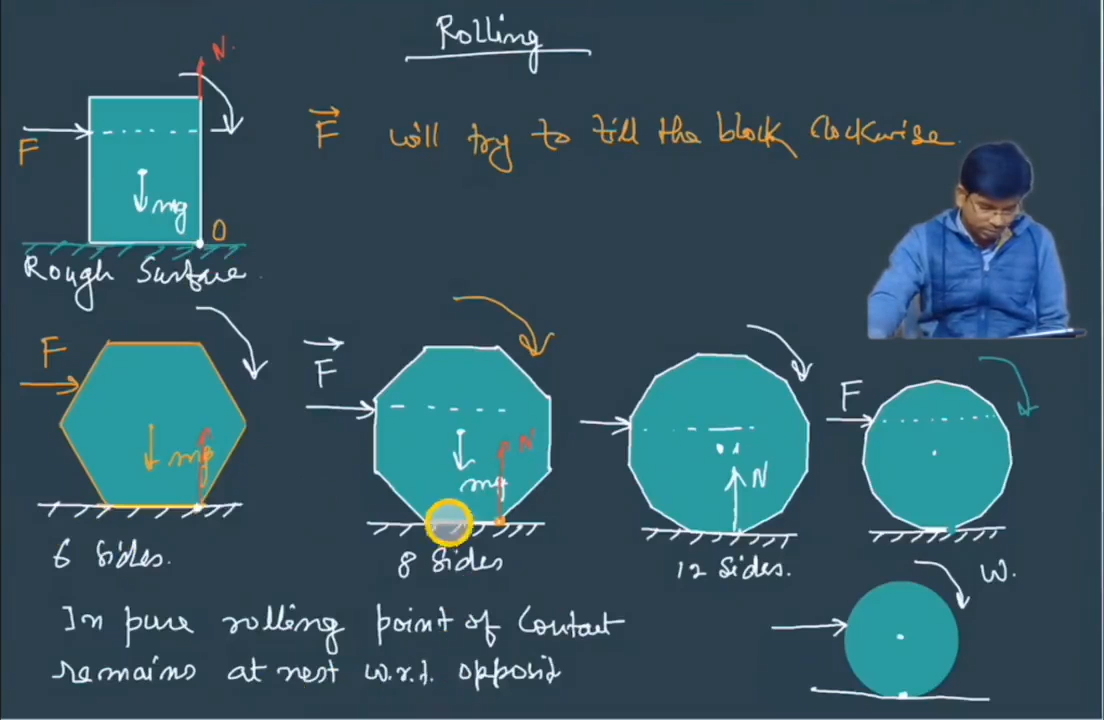 Rolling
N.
F
mg
O
Rough Surface.
F will try to till the block clockwise.
F
mg
6 Sides.
F
N
mg
8 Sides
N
12 Sides.
F
W.
In pure rolling point of Contact
remains at rest w.r.t. opposit